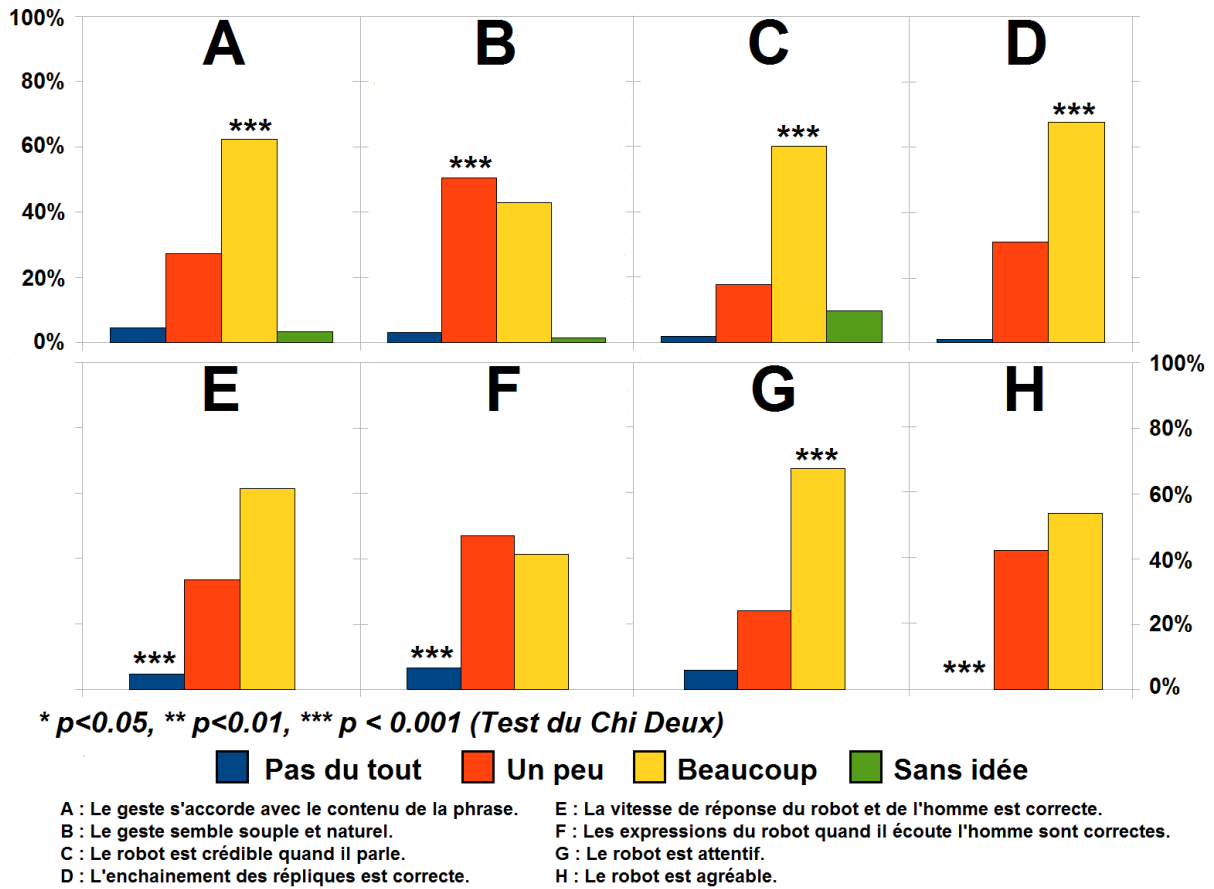 100%
A
B
C
D
80%
***
***
***
***
60%
40%
20%
0%
E
F
G
H
100%
80%
***
60%
40%
20%
***
***
***
0%
* p<0.05, ** p<0.01, *** p < 0.001 (Test du Chi Deux)
Pas du tout Un peu Beaucoup Sans idée
A : Le geste s'accorde avec le contenu de la phrase.
B : Le geste semble souple et naturel.
C : Le robot est crédible quand il parle.
D : L'enchainement des répliques est correcte.
E : La vitesse de réponse du robot et de l'homme est correcte.
F : Les expressions du robot quand il écoute l'homme sont correctes.
G : Le robot est attentif.
H : Le robot est agréable.